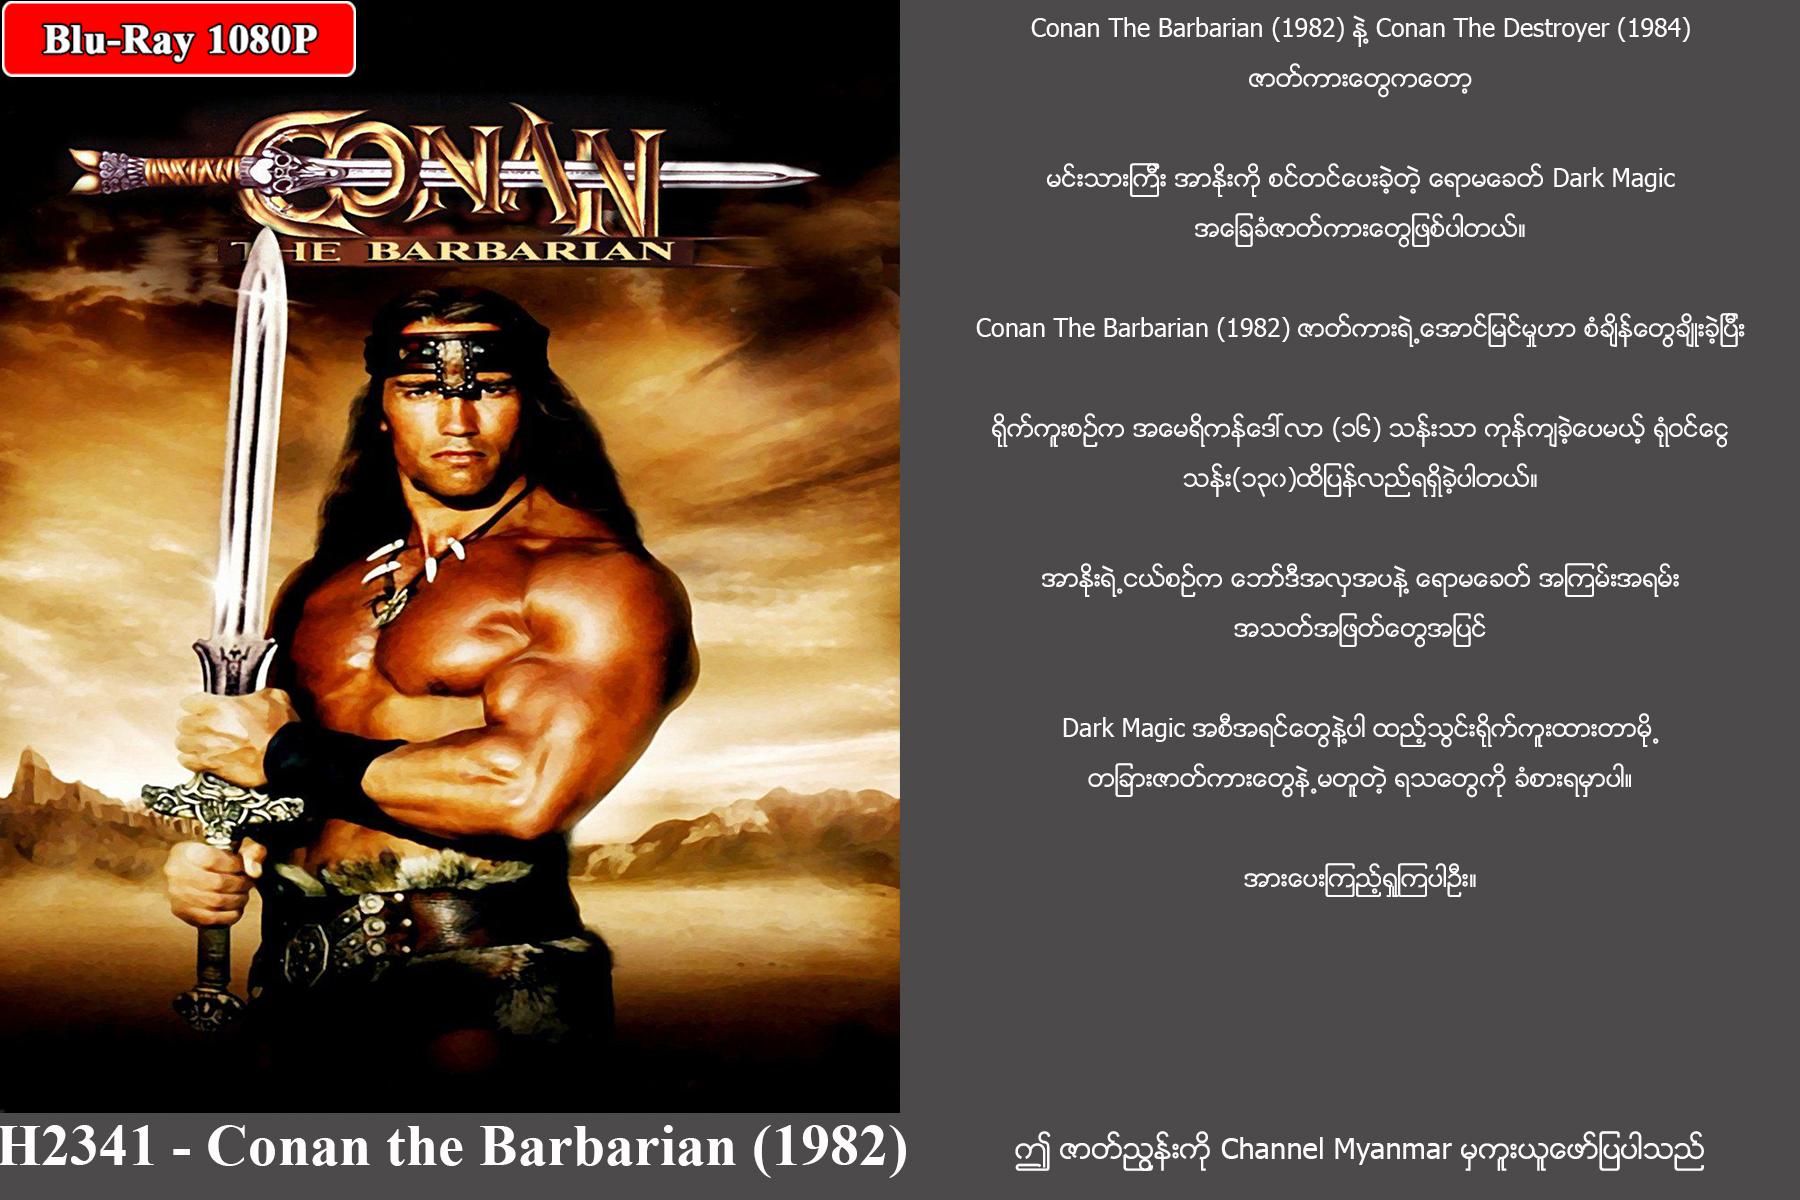 Blu-Ray 1080P
CONAN
THE BARBARIAN
H2341 - Conan the Barbarian (1982)
Conan The Barbarian (1982) နဲ့ Conan The Destroyer (1984)
ဇာတ်ကားတွေကတော့
မင်းသားကြီး အာနိုးကို စင်တင်ပေးခဲ့တဲ့ ရောမခေတ် Dark Magic
အခြေခံဇာတ်ကားတွေဖြစ်ပါတယ်။
Conan The Barbarian (1982) ဇာတ်ကားရဲ့အောင်မြင်မှုဟာ စံချိန်တွေချိုးခဲ့ပြီး
ရိုက်ကူးစဉ်က အမေရိကန်ဒေါ်လာ (၁၆) သန်းသာ ကုန်ကျခဲ့ပေမယ့် ရုံဝင်ငွေ
သန်း(၁၃၀)ထိပြန်လည်ရရှိခဲ့ပါတယ်။
အာနိုးရဲ့ငယ်စဉ်က ဘော်ဒီအလှအပနဲ့ ရောမခေတ် အကြမ်းအရမ်း
အသတ်အဖြတ်တွေအပြင်
Dark Magic အစီအရင်တွေနဲ့ပါ ထည့်သွင်းရိုက်ကူးထားတာမို့
တခြားဇာတ်ကားတွေနဲ့မတူတဲ့ ရသတွေကို ခံစားရမှာပါ။
အားပေးကြည့်ရှုကြပါဦး။
ဤ ဇာတ်ညွှန်းကို Channel Myanmar မှကူးယူဖော်ပြပါသည်